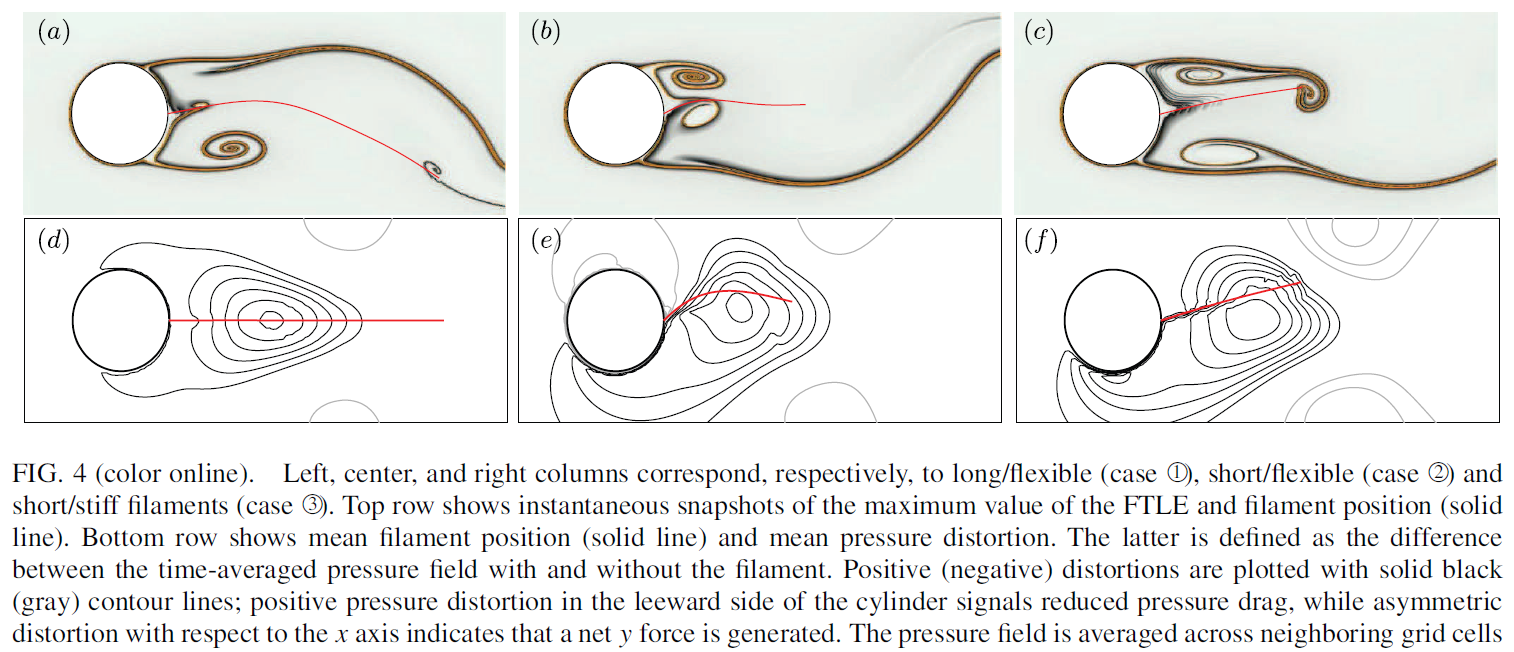 (a) (b) (c)
(d) (e) (f)
FIG. 4 (color online). Left, center, and right columns correspond, respectively, to long/flexible (case ①), short/flexible (case ②) and
short/stiff filaments (case ③). Top row shows instantaneous snapshots of the maximum value of the FTLE and filament position (solid
line). Bottom row shows mean filament position (solid line) and mean pressure distortion. The latter is defined as the difference
between the time-averaged pressure field with and without the filament. Positive (negative) distortions are plotted with solid black
(gray) contour lines; positive pressure distortion in the leeward side of the cylinder signals reduced pressure drag, while asymmetric
distortion with respect to the x axis indicates that a net y force is generated. The pressure field is averaged across neighboring grid cells